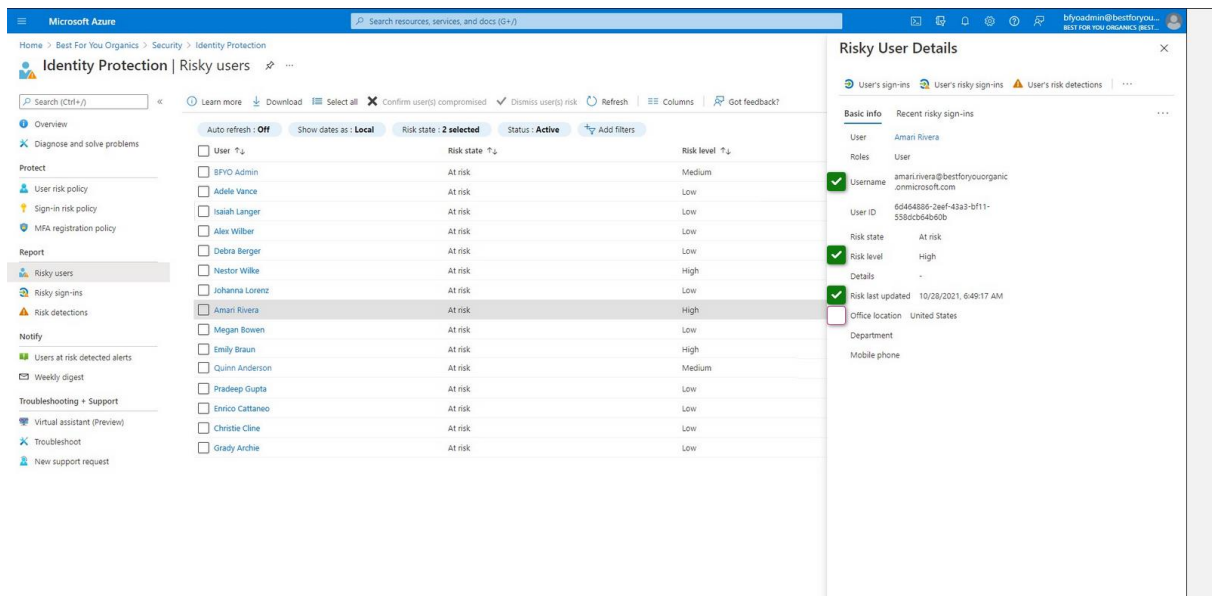 Microsoft Azure
Search resources, services, and docs (G+/)
bfyoadmin@bestforyou...
BEST FOR YOU ORGANICS (BEST...
Home > Best For You Organics > Security > Identity Protection
Identity Protection | Risky users
Search (Ctrl+/)
Overview
Diagnose and solve problems
Protect
User risk policy
Sign-in risk policy
MFA registration policy
Report
Risky users
Risky sign-ins
Risk detections
Notify
Users at risk detected alerts
Weekly digest
Troubleshooting + Support
Virtual assistant (Preview)
Troubleshoot
New support request
Learn more Download Select all Confirm user(s) compromised Dismiss user(s) risk Refresh Columns Got feedback?
Auto refresh : Off Show dates as : Local Risk state : 2 selected Status : Active Add filters
User Risk state Risk level
BFYO Admin At risk Medium
Adele Vance At risk Low
Isaiah Langer At risk Low
Alex Wilber At risk Low
Debra Berger At risk Low
Nestor Wilke At risk High
Johanna Lorenz At risk Low
Amari Rivera At risk High
Megan Bowen At risk Low
Emily Braun At risk High
Quinn Anderson At risk Medium
Pradeep Gupta At risk Low
Enrico Cattaneo At risk Low
Christie Cline At risk Low
Grady Archie At risk Low
Risky User Details
User's sign-ins User's risky sign-ins User's risk detections
Basic info Recent risky sign-ins
User Amari Rivera
Roles User
Username amari.rivera@bestforyouorganic
.onmicrosoft.com
User ID 6d464886-2eef-43a3-bf11-
558dcb64b60b
Risk state At risk
Risk level High
Details -
Risk last updated 10/28/2021, 6:49:17 AM
Office location United States
Department
Mobile phone